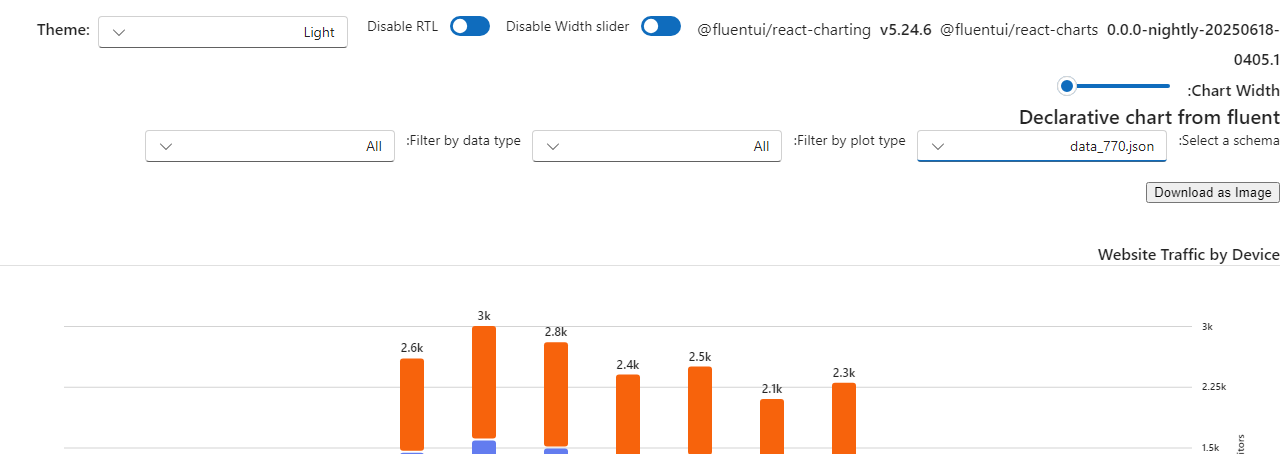 Theme: Light Disable RTL Disable Width slider @fluentui/react-charting v5.24.6 @fluentui/react-charts 0.0.0-nightly-20250618-
0405.1
:Chart Width
Declarative chart from fluent
All :Filter by data type All :Filter by plot type data_770.json :Select a schema
Download as Image
Website Traffic by Device
3k
3k
2.8k
2.6k
2.4k
2.5k
2.3k
2.1k
2.25k
1.5k